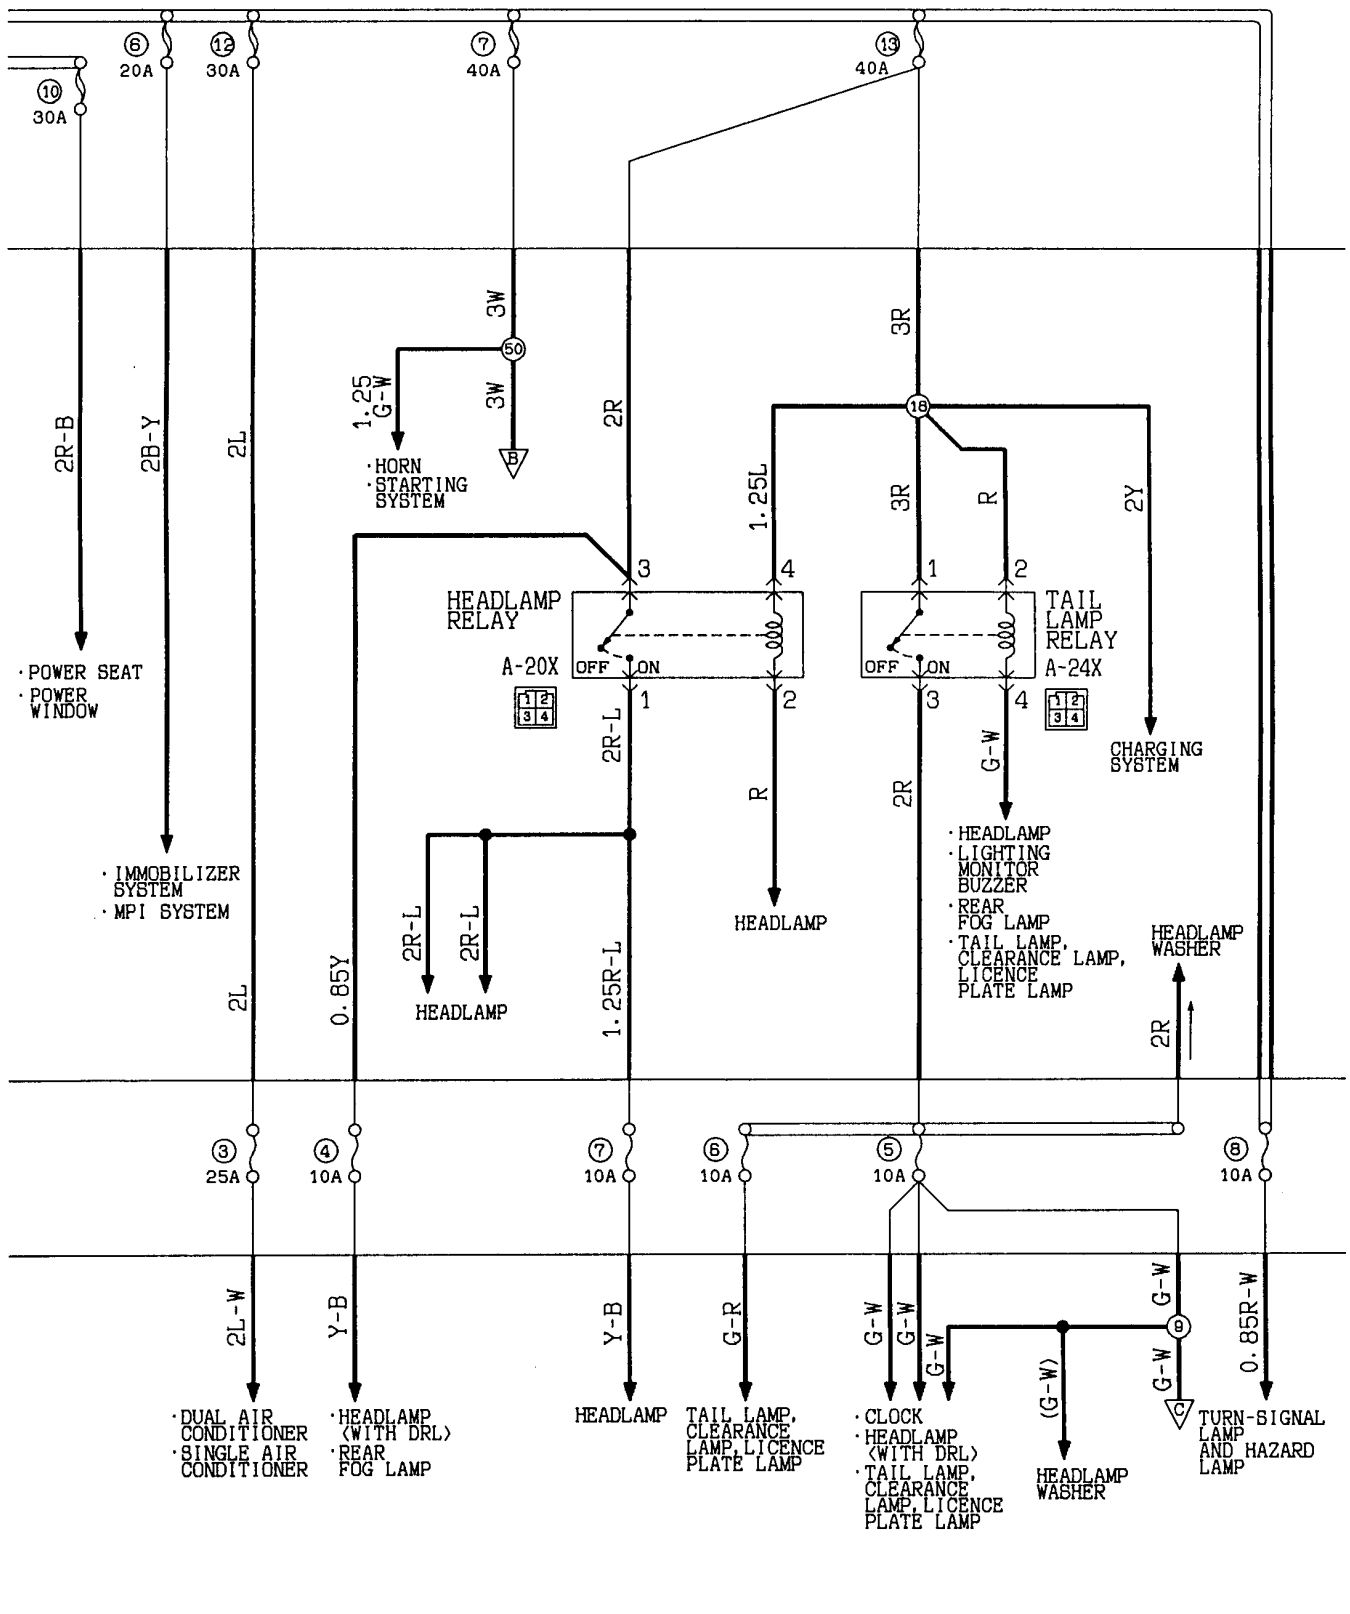 ⑥
20A
⑫
30A
⑦
40A
⑬
40A
⑩
30A
3W
3R
50
1.25
G-W
3W
18
2R-B
2B-Y
2L
2R
B
·HORN
·STARTING
SYSTEM
1.25L
3R
R
2Y
3
4
1
2
HEADLAMP
RELAY
TAIL
LAMP
RELAY
A-20X
OFF
ON
OFF
ON
A-24X
1 2
3 4
1
2
3
4
1 2
3 4
·POWER SEAT
·POWER
WINDOW
2R-L
R
2R
G-W
CHARGING
SYSTEM
·HEADLAMP
·LIGHTING
MONITOR
BUZZER
·REAR
FOG LAMP
·TAIL LAMP,
CLEARANCE LAMP,
LICENCE
PLATE LAMP
·IMMOBILIZER
SYSTEM
·MPI SYSTEM
HEADLAMP
HEADLAMP
WASHER
2R-L
2R-L
2L
0.85Y
1.25R-L
HEADLAMP
2R
③
25A
④
10A
⑦
10A
⑥
10A
⑤
10A
⑧
10A
2L-W
Y-B
Y-B
G-R
G-W
G-W
G-W
(G-W)
G-W
9
G-W
0.85R-W
C
·DUAL AIR
CONDITIONER
·SINGLE AIR
CONDITIONER
·HEADLAMP
<WITH DRL>
·REAR
FOG LAMP
HEADLAMP
TAIL LAMP,
CLEARANCE
LAMP,LICENCE
PLATE LAMP
·CLOCK
·HEADLAMP
<WITH DRL>
·TAIL LAMP,
CLEARANCE
LAMP,LICENCE
PLATE LAMP
HEADLAMP
WASHER
TURN-SIGNAL
LAMP
AND HAZARD
LAMP